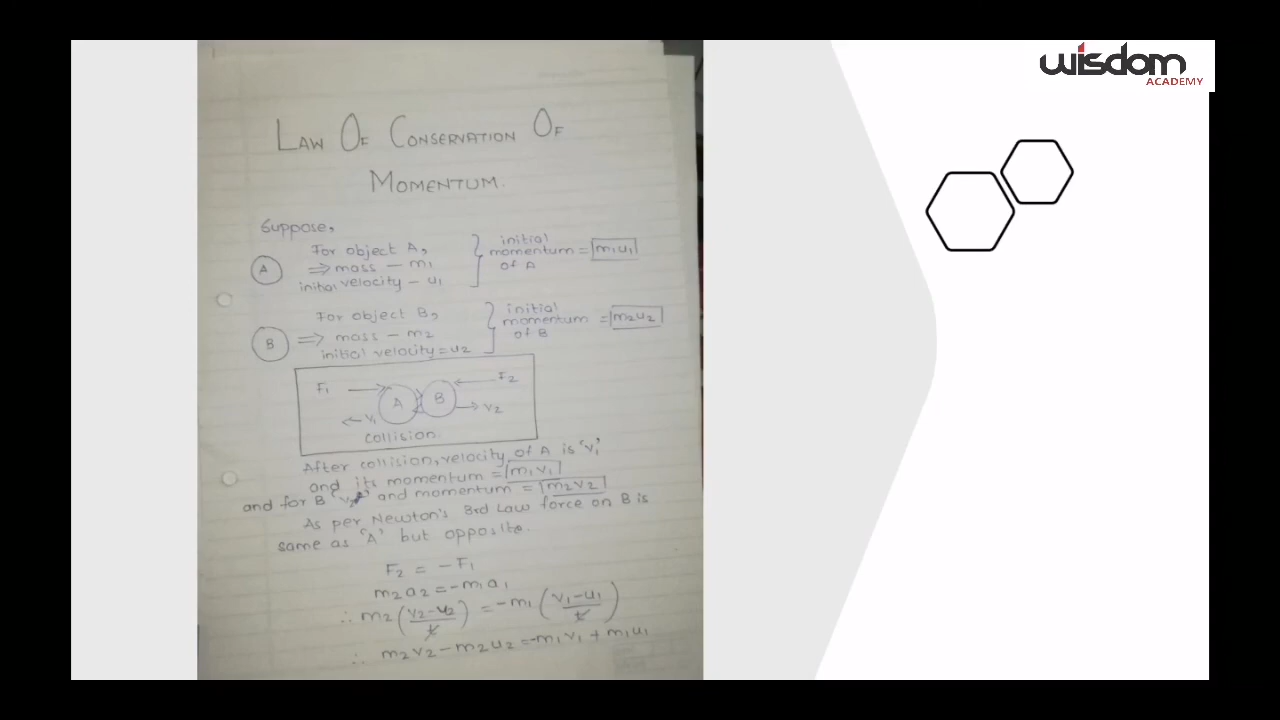 wisdom
ACADEMY
LAW OF CONSERVATION OF
MOMENTUM.
Suppose,
A
For object A,
⇒ mass – m1
initial velocity – u1
initial
momentum = m1u1
of A
B
For object B,
⇒ mass – m2
initial velocity = u2
initial
momentum = m2u2
of B
F1 A B F2
v1 v2
Collision
After collision, velocity of A is 'v1'
and its momentum = m1v1
and for B 'v2' and momentum = m2v2
As per Newton's 3rd Law force on B is
same as 'A' but opposite.
F2 = – F1
m2a2 = – m1a1
∴ m2 (v2–u2/t) = –m1 (v1–u1/t)
∴ m2v2 – m2u2 = –m1v1 + m1u1